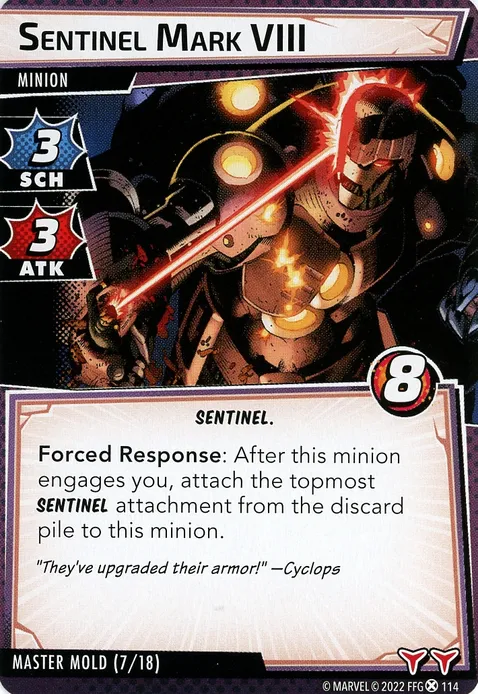 SENTINEL MARK VIII
MINION
3
SCH
3
ATK
8
SENTINEL.
Forced Response: After this minion
engages you, attach the topmost
SENTINEL attachment from the discard
pile to this minion.
"They've upgraded their armor!" —Cyclops
MASTER MOLD (7/18)
© MARVEL © 2022 FFG 114